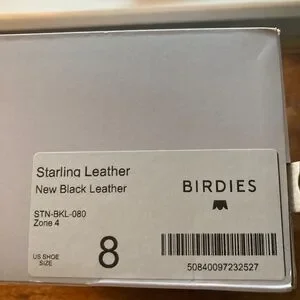 Starling Leather
New Black Leather
STN-BKL-080
Zone 4
US SHOE
SIZE
8
BIRDIES
50840097232527